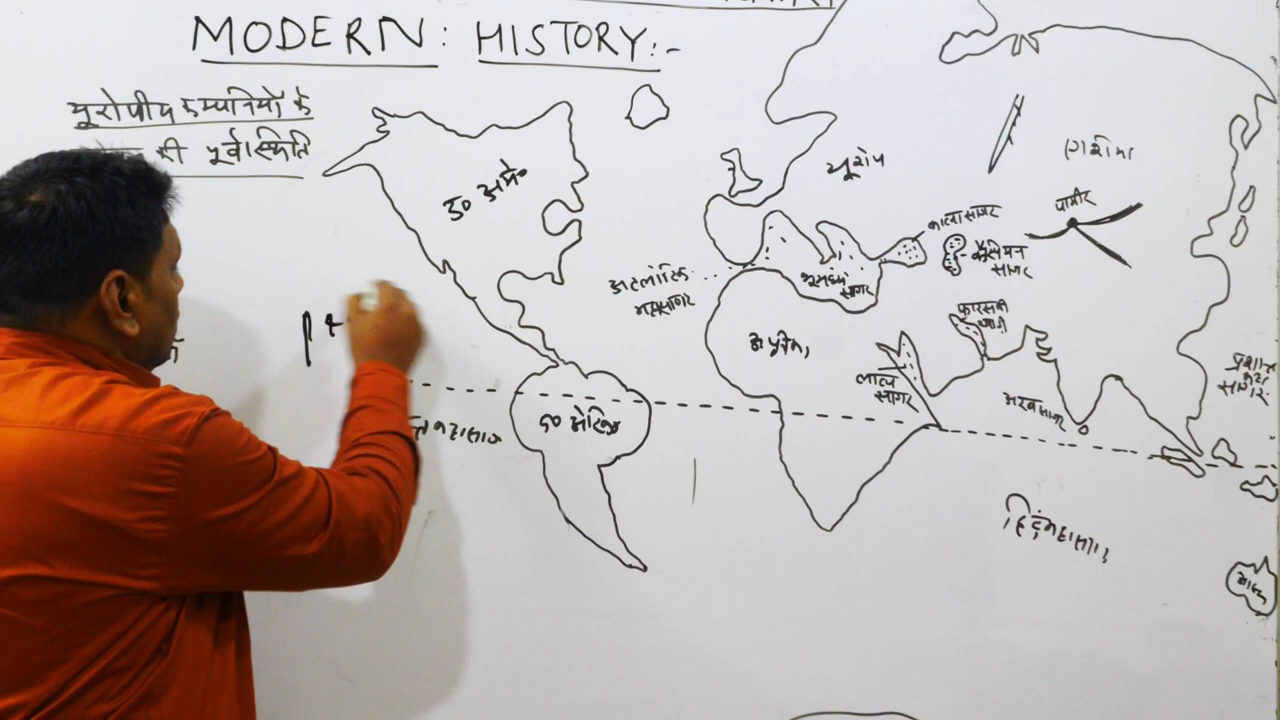 MODERN: HISTORY:-
यूरोपीय कम्पनियों के
की पूर्वास्थिति
उ० अमे०
यूरोप
एशिया
पामीर
काला सागर
कैस्पियन
सागर
भूमध्य
सागर
अटलांटिक
महासागर
फारस की
खाड़ी
अफ्रीका
लाल
सागर
अरब सागर
प्रशान्त
महा
सागर
द० अमेरिका
हिंद महासागर